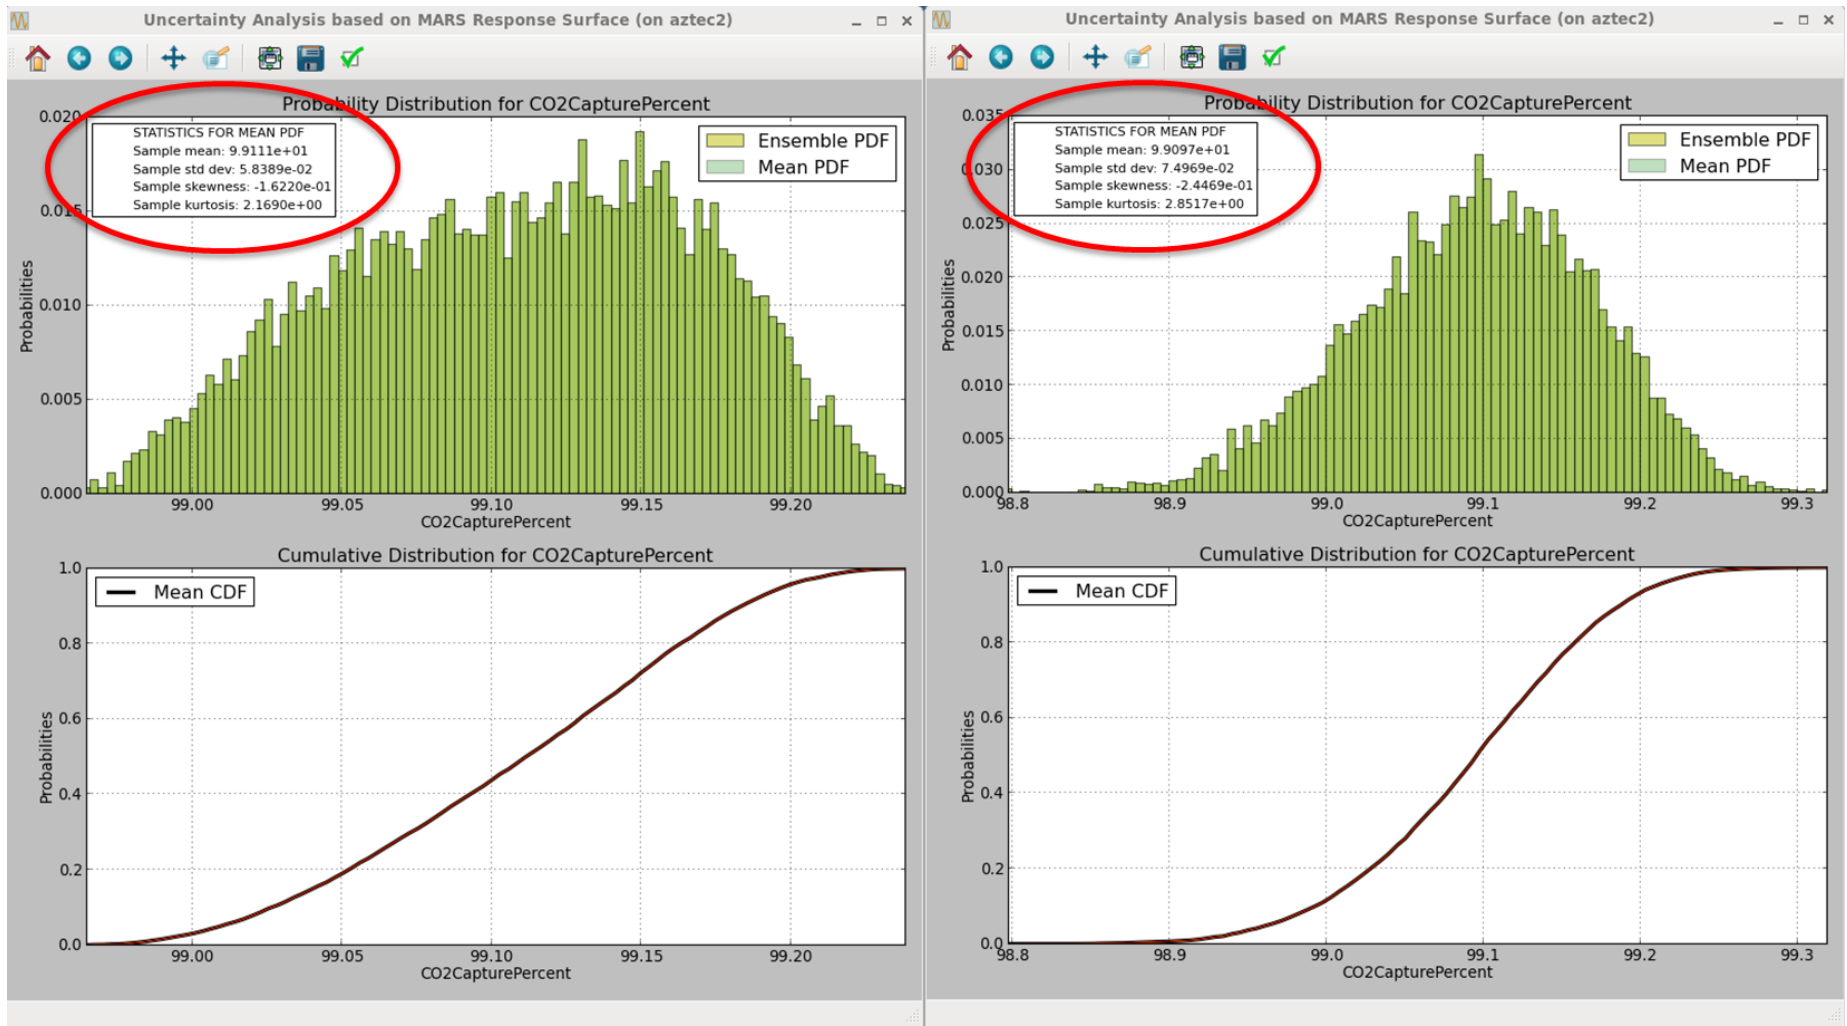 Uncertainty Analysis based on MARS Response Surface (on aztec2)
Probability Distribution for CO2CapturePercent
STATISTICS FOR MEAN PDF
Sample mean: 9.9111e+01
Sample std dev: 5.8389e-02
Sample skewness: -1.6220e-01
Sample kurtosis: 2.1690e+00
Ensemble PDF
Mean PDF
0.020
0.015
0.010
0.005
0.000
Probabilities
99.00 99.05 99.10 99.15 99.20
CO2CapturePercent
Cumulative Distribution for CO2CapturePercent
Mean CDF
1.0
0.8
0.6
0.4
0.2
0.0
Probabilities
99.00 99.05 99.10 99.15 99.20
CO2CapturePercent
Uncertainty Analysis based on MARS Response Surface (on aztec2)
Probability Distribution for CO2CapturePercent
STATISTICS FOR MEAN PDF
Sample mean: 9.9097e+01
Sample std dev: 7.4969e-02
Sample skewness: -2.4469e-01
Sample kurtosis: 2.8517e+00
Ensemble PDF
Mean PDF
0.035
0.030
0.025
0.020
0.015
0.010
0.005
0.000
Probabilities
98.8 98.9 99.0 99.1 99.2 99.3
CO2CapturePercent
Cumulative Distribution for CO2CapturePercent
Mean CDF
1.0
0.8
0.6
0.4
0.2
0.0
Probabilities
98.8 98.9 99.0 99.1 99.2 99.3
CO2CapturePercent